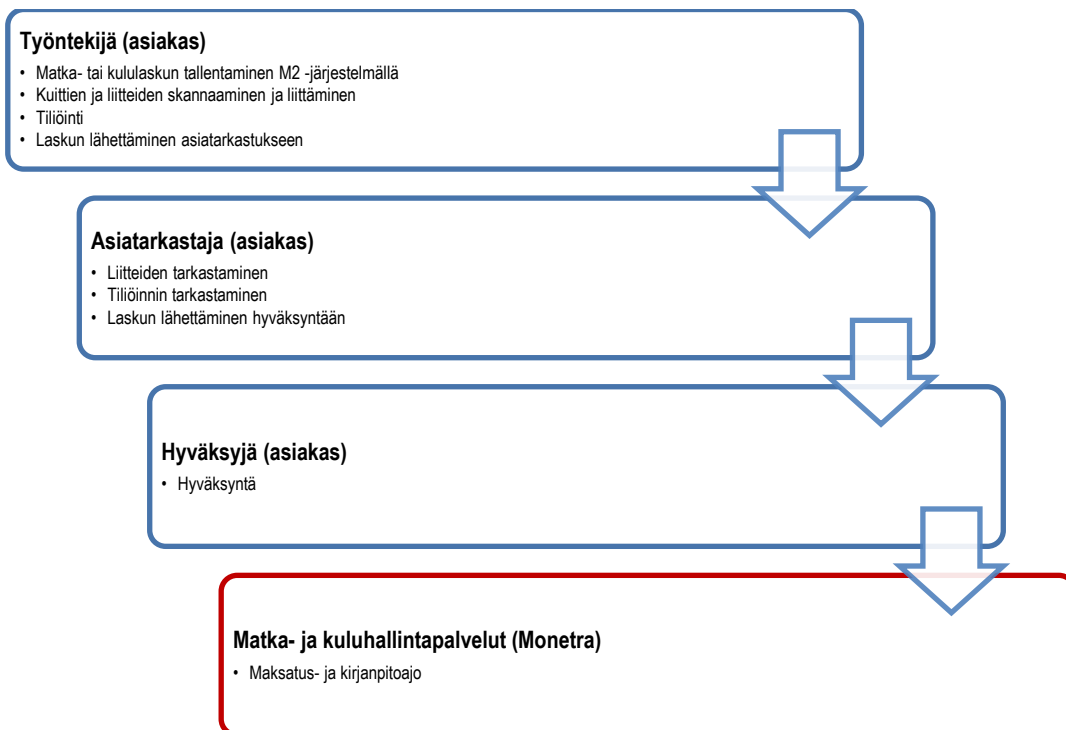 Työntekijä (asiakas)
• Matka- tai kululaskun tallentaminen M2 -järjestelmällä
• Kuittien ja liitteiden skannaaminen ja liittäminen
• Tiliöinti
• Laskun lähettäminen asiatarkastukseen
Asiatarkastaja (asiakas)
• Liitteiden tarkastaminen
• Tiliöinnin tarkastaminen
• Laskun lähettäminen hyväksyntään
Hyväksyjä (asiakas)
• Hyväksyntä
Matka- ja kuluhallintapalvelut (Monetra)
• Maksatus- ja kirjanpitoajo